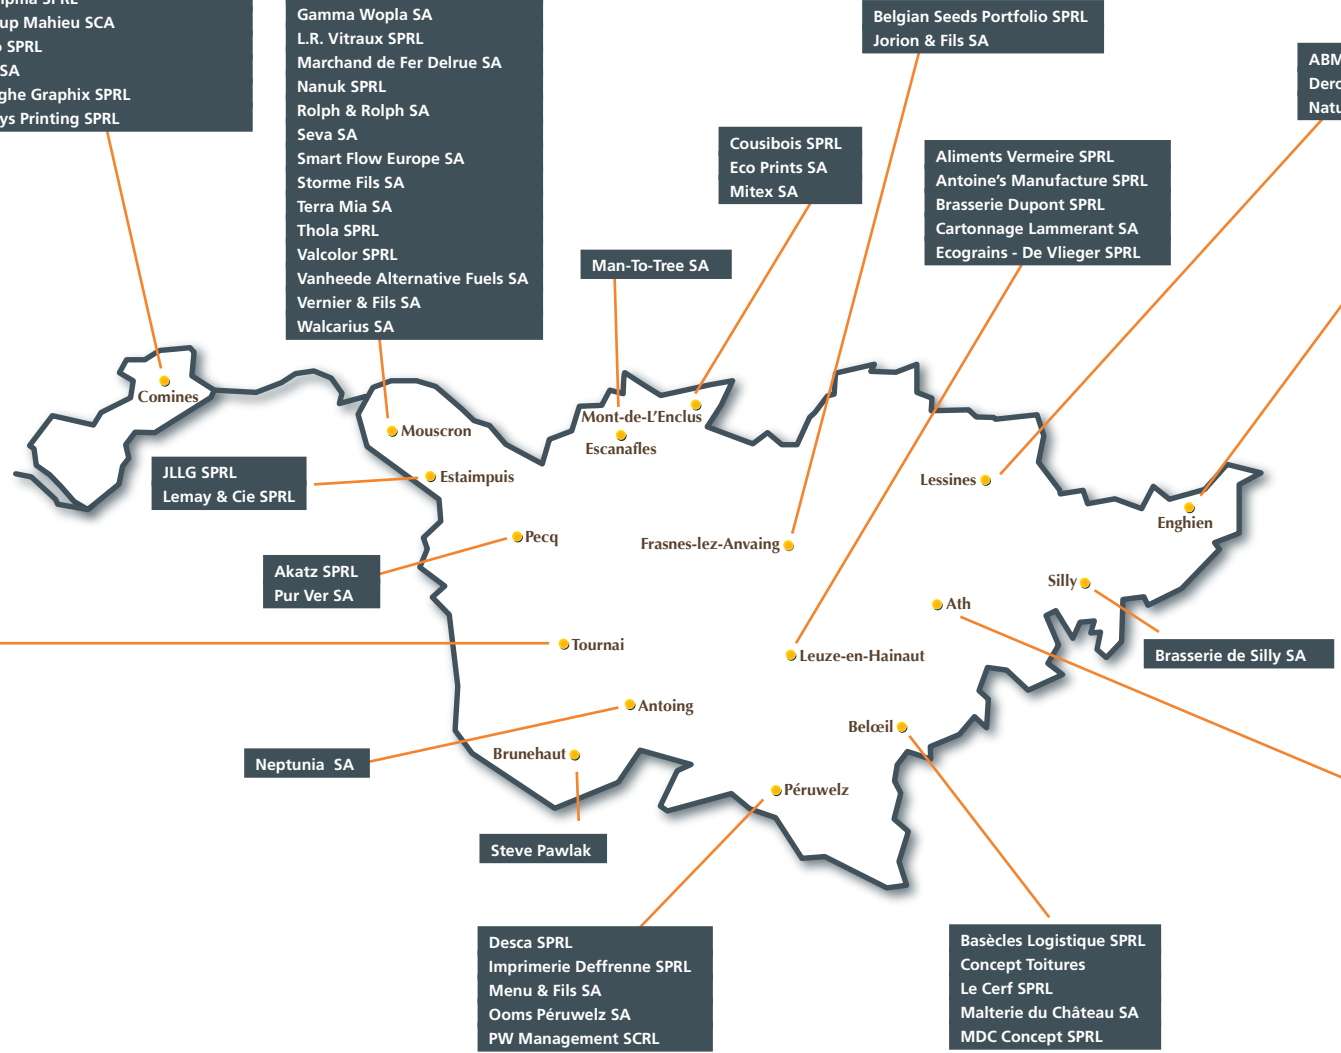 up Mahieu SCA
SPRL
SA
ghe Graphix SPRL
ys Printing SPRL
Gamma Wopla SA
L.R. Vitraux SPRL
Marchand de Fer Delrue SA
Nanuk SPRL
Rolph & Rolph SA
Seva SA
Smart Flow Europe SA
Storme Fils SA
Terra Mia SA
Thola SPRL
Valcolor SPRL
Vanheede Alternative Fuels SA
Vernier & Fils SA
Walcarius SA
Belgian Seeds Portfolio SPRL
Jorion & Fils SA
ABM
Dero
Natu
Cousibois SPRL
Eco Prints SA
Mitex SA
Aliments Vermeire SPRL
Antoine’s Manufacture SPRL
Brasserie Dupont SPRL
Cartonnage Lammerant SA
Ecograins - De Vlieger SPRL
Man-To-Tree SA
Comines
Mouscron
Mont-de-L’Enclus
Escanafles
Estaimpuis
JLLG SPRL
Lemay & Cie SPRL
Lessines
Enghien
Pecq
Frasnes-lez-Anvaing
Akatz SPRL
Pur Ver SA
Silly
Ath
Tournai
Leuze-en-Hainaut
Brasserie de Silly SA
Antoing
Belœil
Brunehaut
Neptunia SA
Péruwelz
Steve Pawlak
Desca SPRL
Imprimerie Deffrenne SPRL
Menu & Fils SA
Ooms Péruwelz SA
PW Management SCRL
Basècles Logistique SPRL
Concept Toitures
Le Cerf SPRL
Malterie du Château SA
MDC Concept SPRL